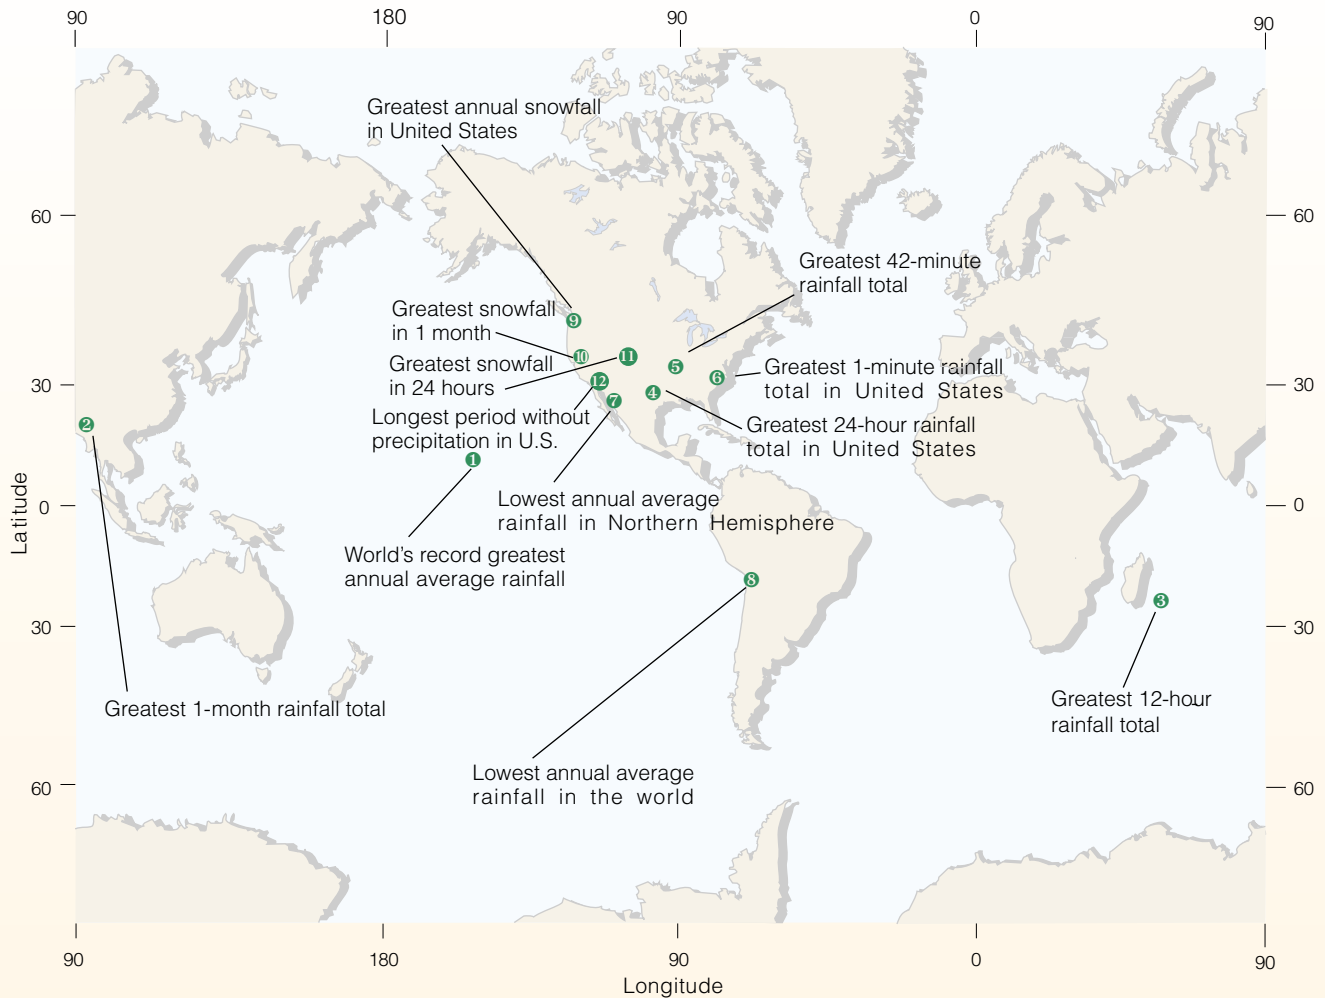 90
180
90
0
90
Greatest annual snowfall
in United States
60
60
Greatest 42-minute
rainfall total
Greatest snowfall
in 1 month
9
10
11
Greatest snowfall
in 24 hours
5
Greatest 1-minute rainfall
total in United States
6
30
30
12
4
7
Longest period without
precipitation in U.S.
Greatest 24-hour rainfall
total in United States
2
1
Latitude
Lowest annual average
rainfall in Northern Hemisphere
0
0
World's record greatest
annual average rainfall
8
3
30
30
Greatest 1-month rainfall total
Greatest 12-hour
rainfall total
Lowest annual average
rainfall in the world
60
60
90
180
90
0
90
Longitude